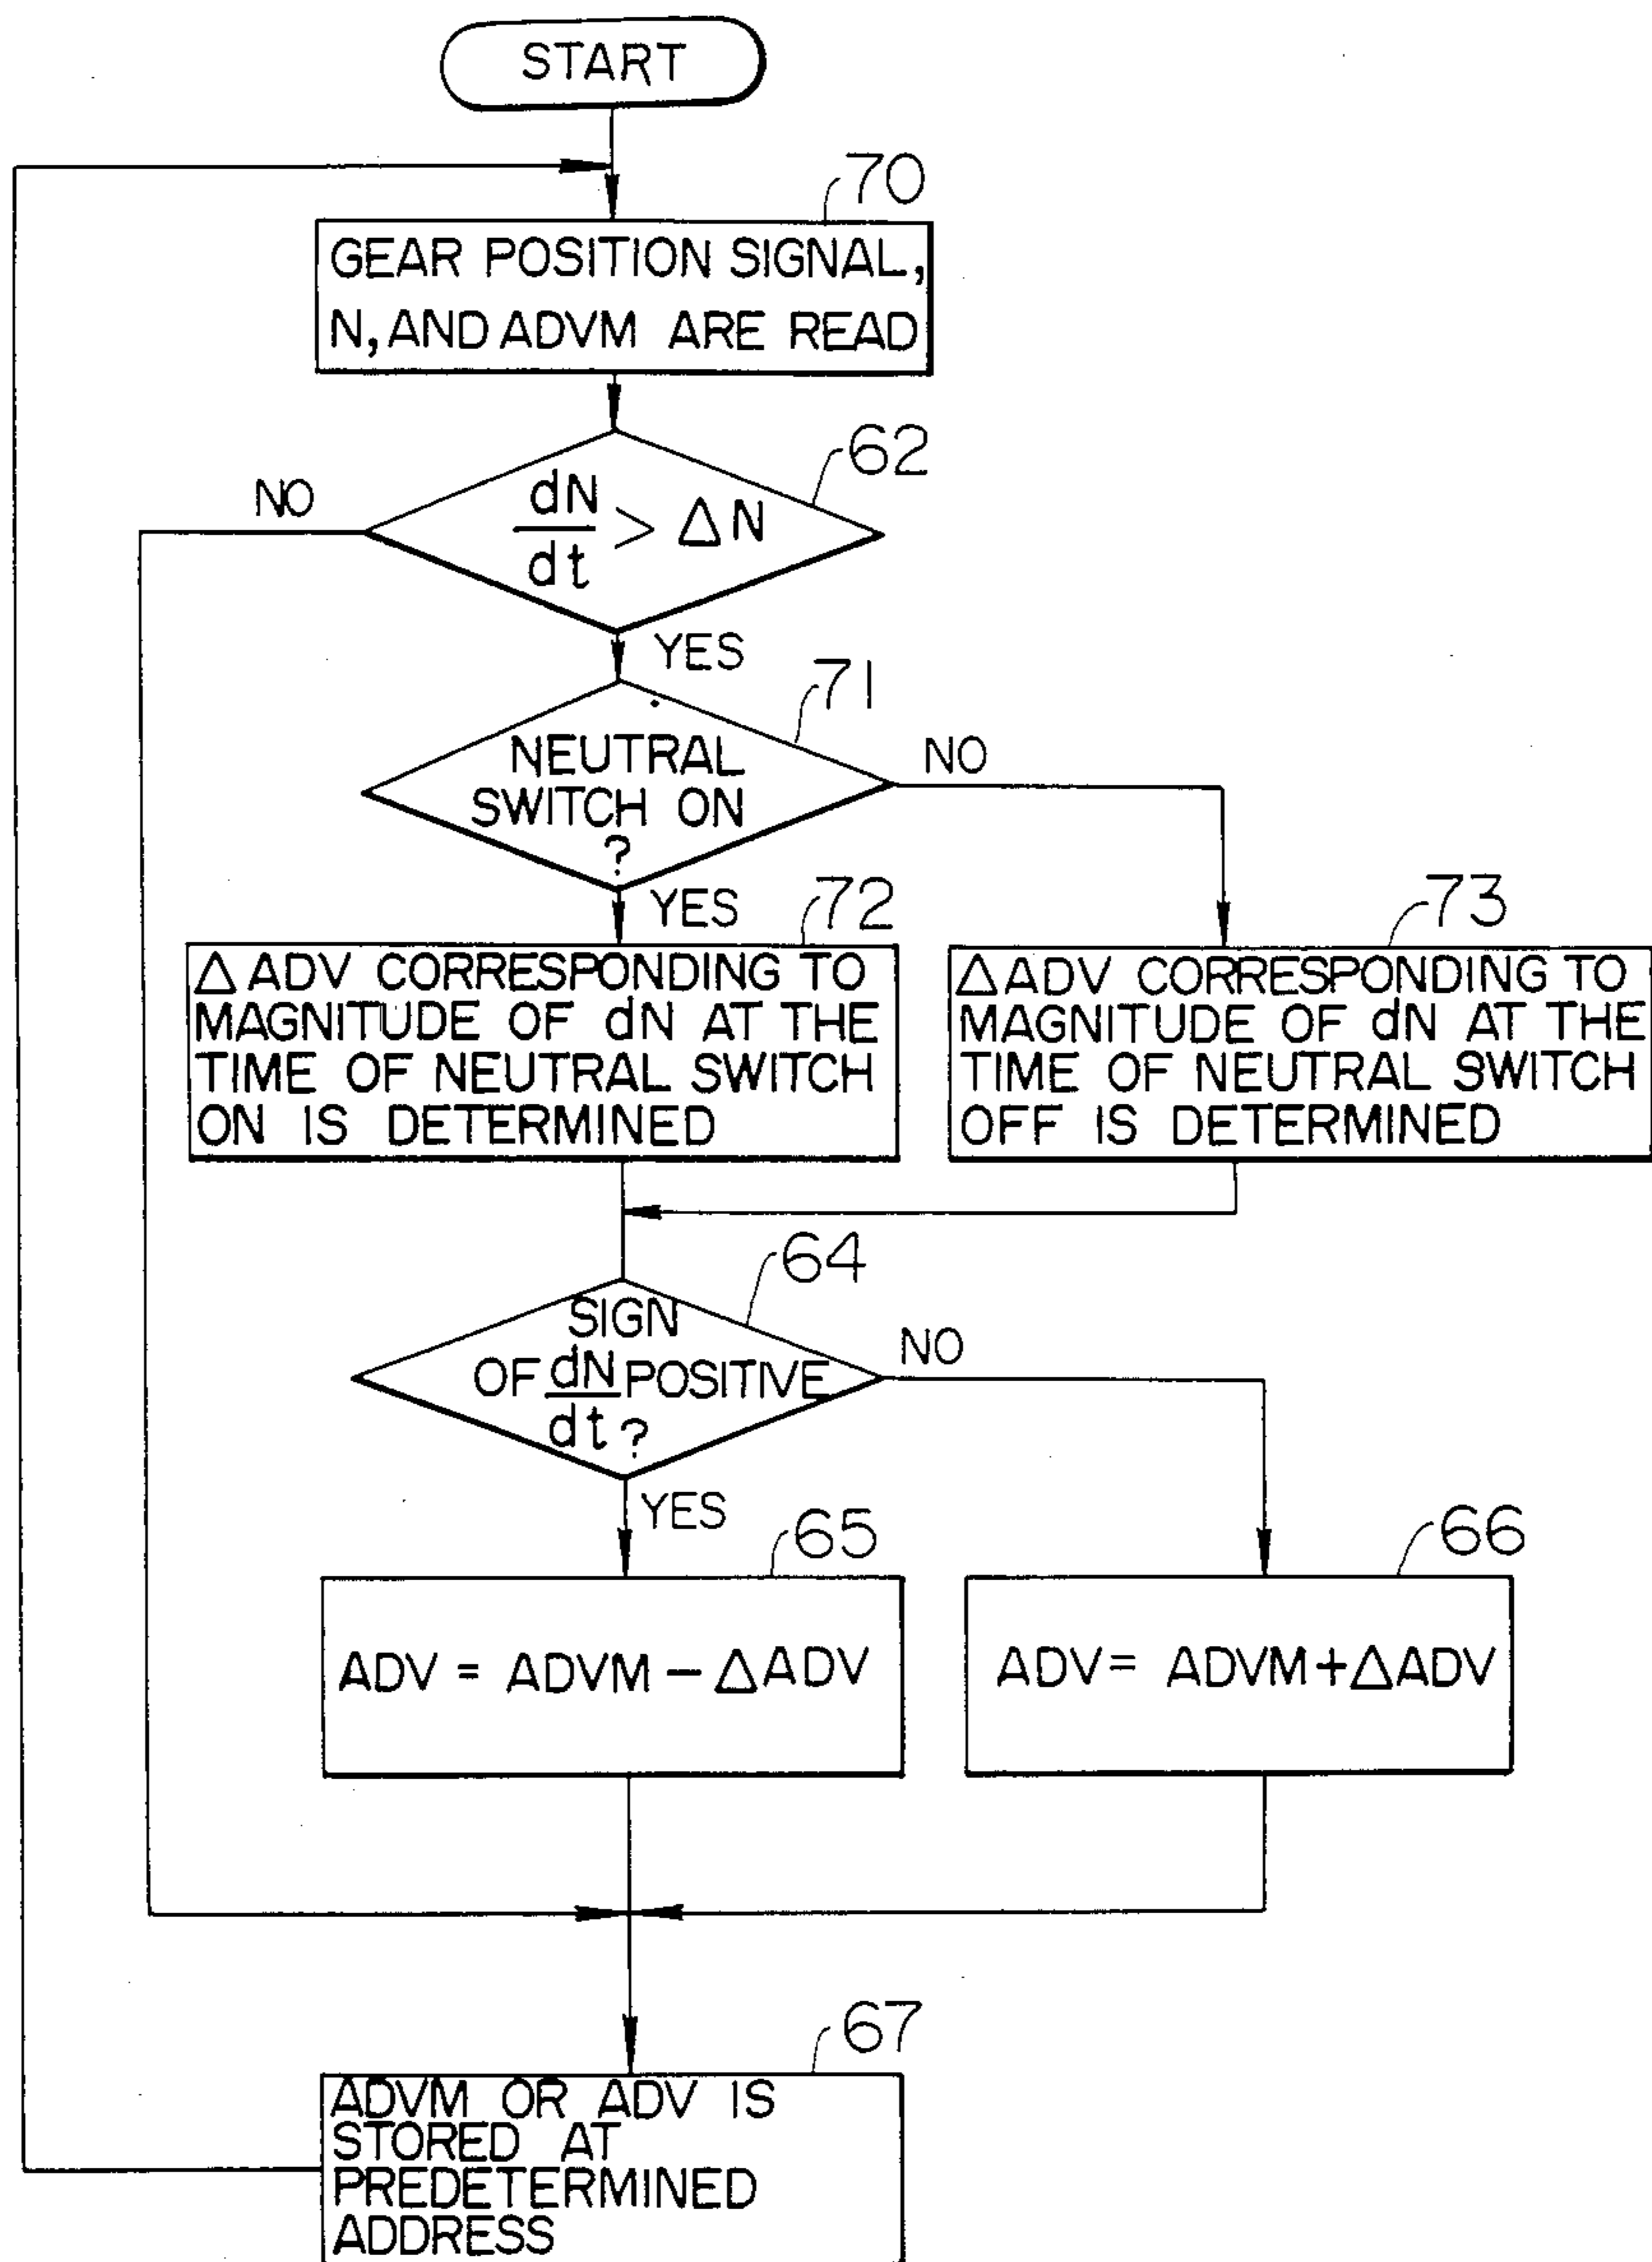 START
70
GEAR POSITION SIGNAL,
N, AND ADVM ARE READ
62
NO
dN
dt
> ΔN
YES
71
NEUTRAL
SWITCH ON
?
NO
YES
72
ΔADV CORRESPONDING TO
MAGNITUDE OF dN AT THE
TIME OF NEUTRAL SWITCH
ON IS DETERMINED
73
ΔADV CORRESPONDING TO
MAGNITUDE OF dN AT THE
TIME OF NEUTRAL SWITCH
OFF IS DETERMINED
64
SIGN
OF dN POSITIVE
dt ?
NO
YES
65
ADV = ADVM - ΔADV
66
ADV = ADVM + ΔADV
67
ADVM OR ADV IS
STORED AT
PREDETERMINED
ADDRESS